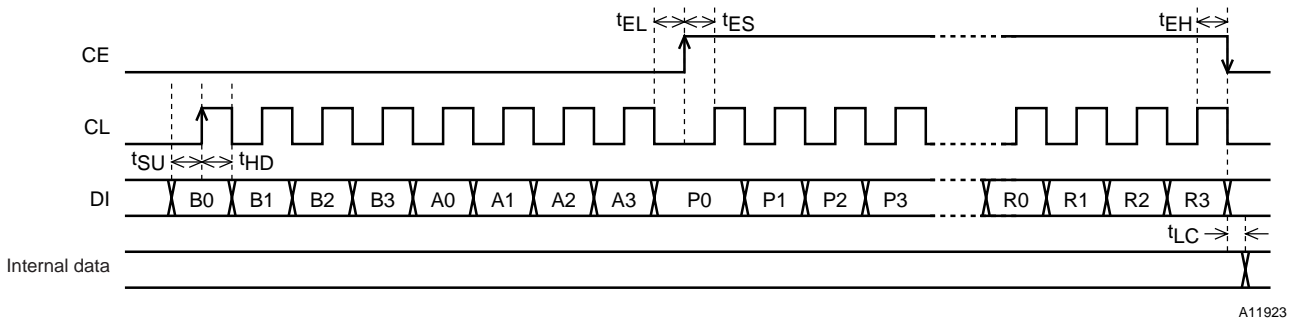 tEL tES tEH
CE
CL
tSU tHD
DI B0 B1 B2 B3 A0 A1 A2 A3 P0 P1 P2 P3 R0 R1 R2 R3
tLC
Internal data
A11923